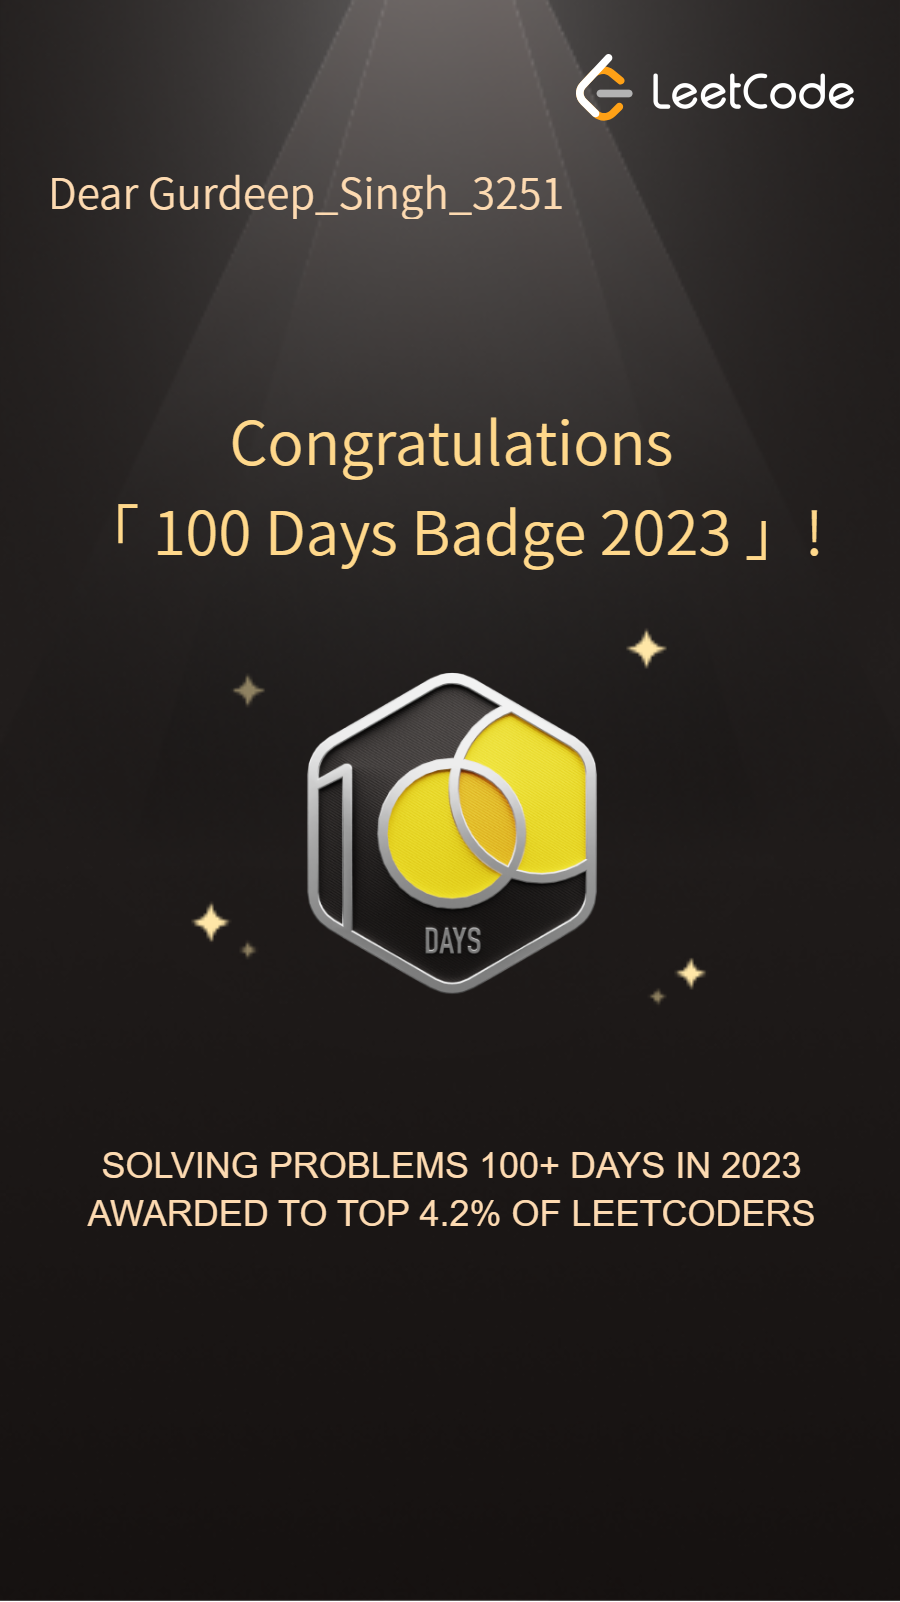 LeetCode
Dear Gurdeep_Singh_3251
Congratulations
「 100 Days Badge 2023 」!
100
DAYS
SOLVING PROBLEMS 100+ DAYS IN 2023
AWARDED TO TOP 4.2% OF LEETCODERS